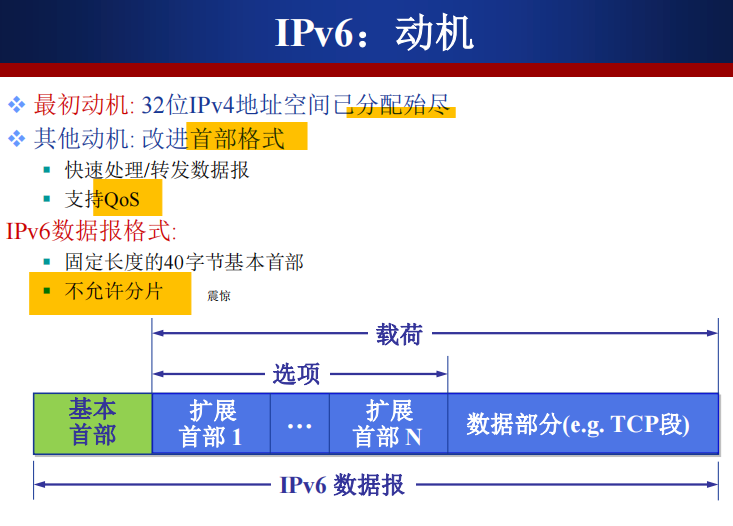 IPv6：动机
最初动机: 32位IPv4地址空间已分配殆尽
其他动机: 改进首部格式
快速处理/转发数据报
支持QoS
IPv6数据报格式:
固定长度的40字节基本首部
不允许分片
震惊
载荷
选项
基本
首部
扩展
首部 1
…
扩展
首部 N
数据部分(e.g. TCP段)
IPv6 数据报